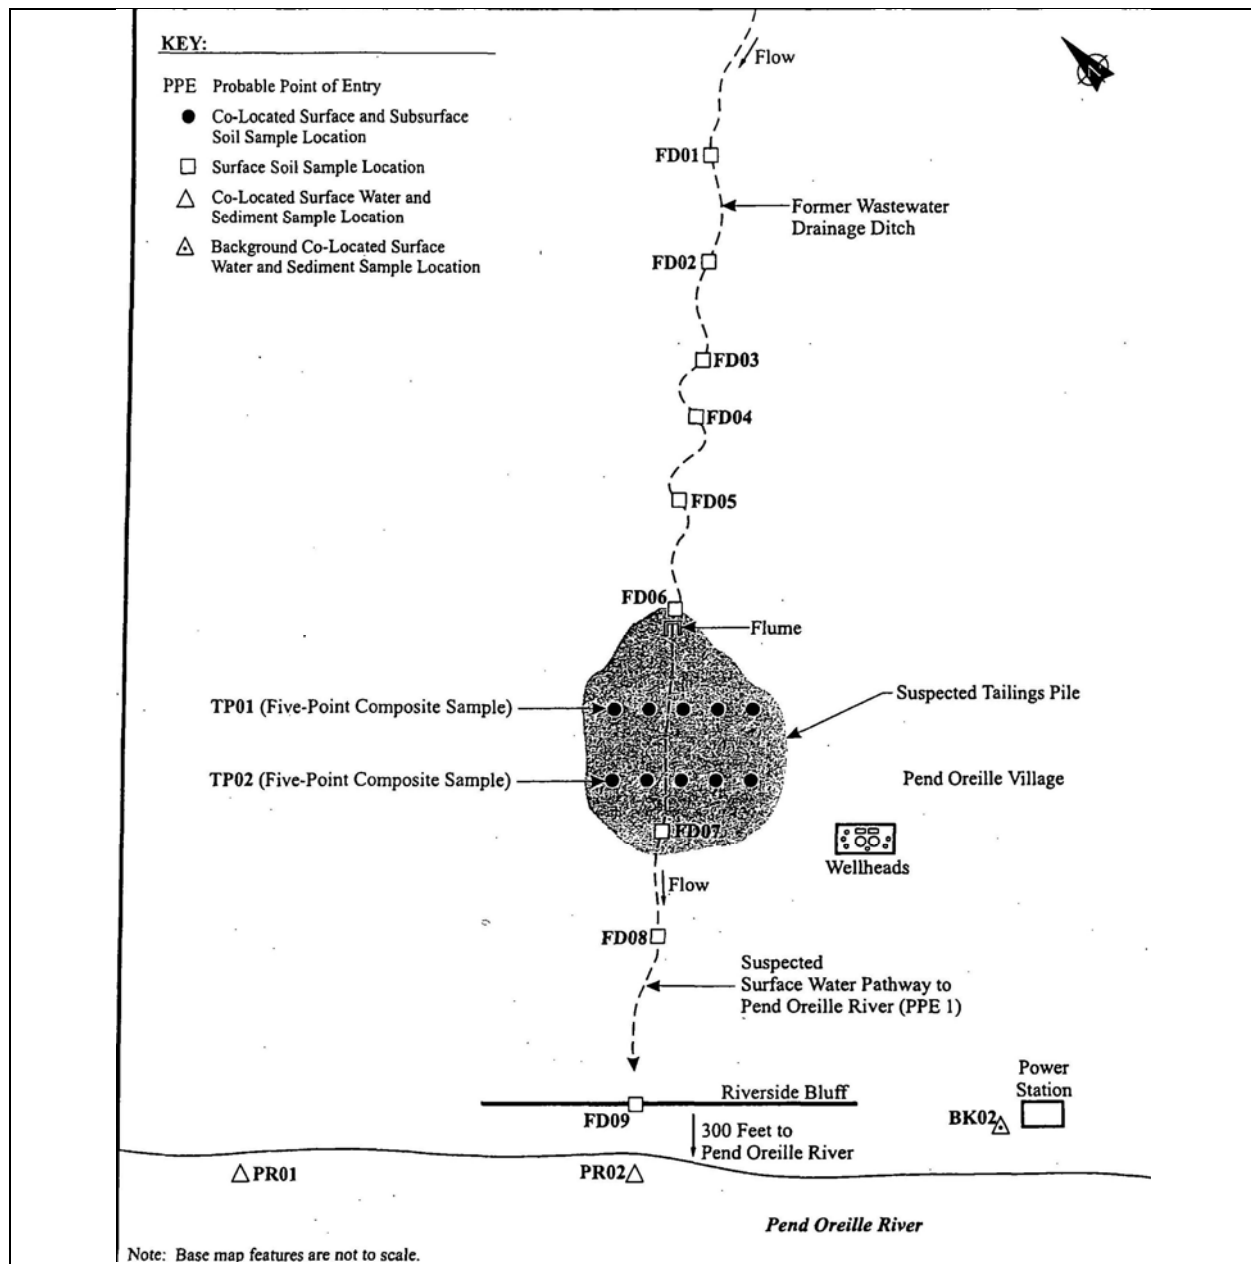 KEY:
PPE Probable Point of Entry
Co-Located Surface and Subsurface
Soil Sample Location
Surface Soil Sample Location
Co-Located Surface Water and
Sediment Sample Location
Background Co-Located Surface
Water and Sediment Sample Location
Flow
N
FD01
Former Wastewater
Drainage Ditch
FD02
FD03
FD04
FD05
FD06
Flume
TP01 (Five-Point Composite Sample)
Suspected Tailings Pile
TP02 (Five-Point Composite Sample)
Pend Oreille Village
FD07
Wellheads
Flow
FD08
Suspected
Surface Water Pathway to
Pend Oreille River (PPE 1)
Power
Station
Riverside Bluff
FD09
BK02
300 Feet to
Pend Oreille River
PR01
PR02
Pend Oreille River
Note: Base map features are not to scale.